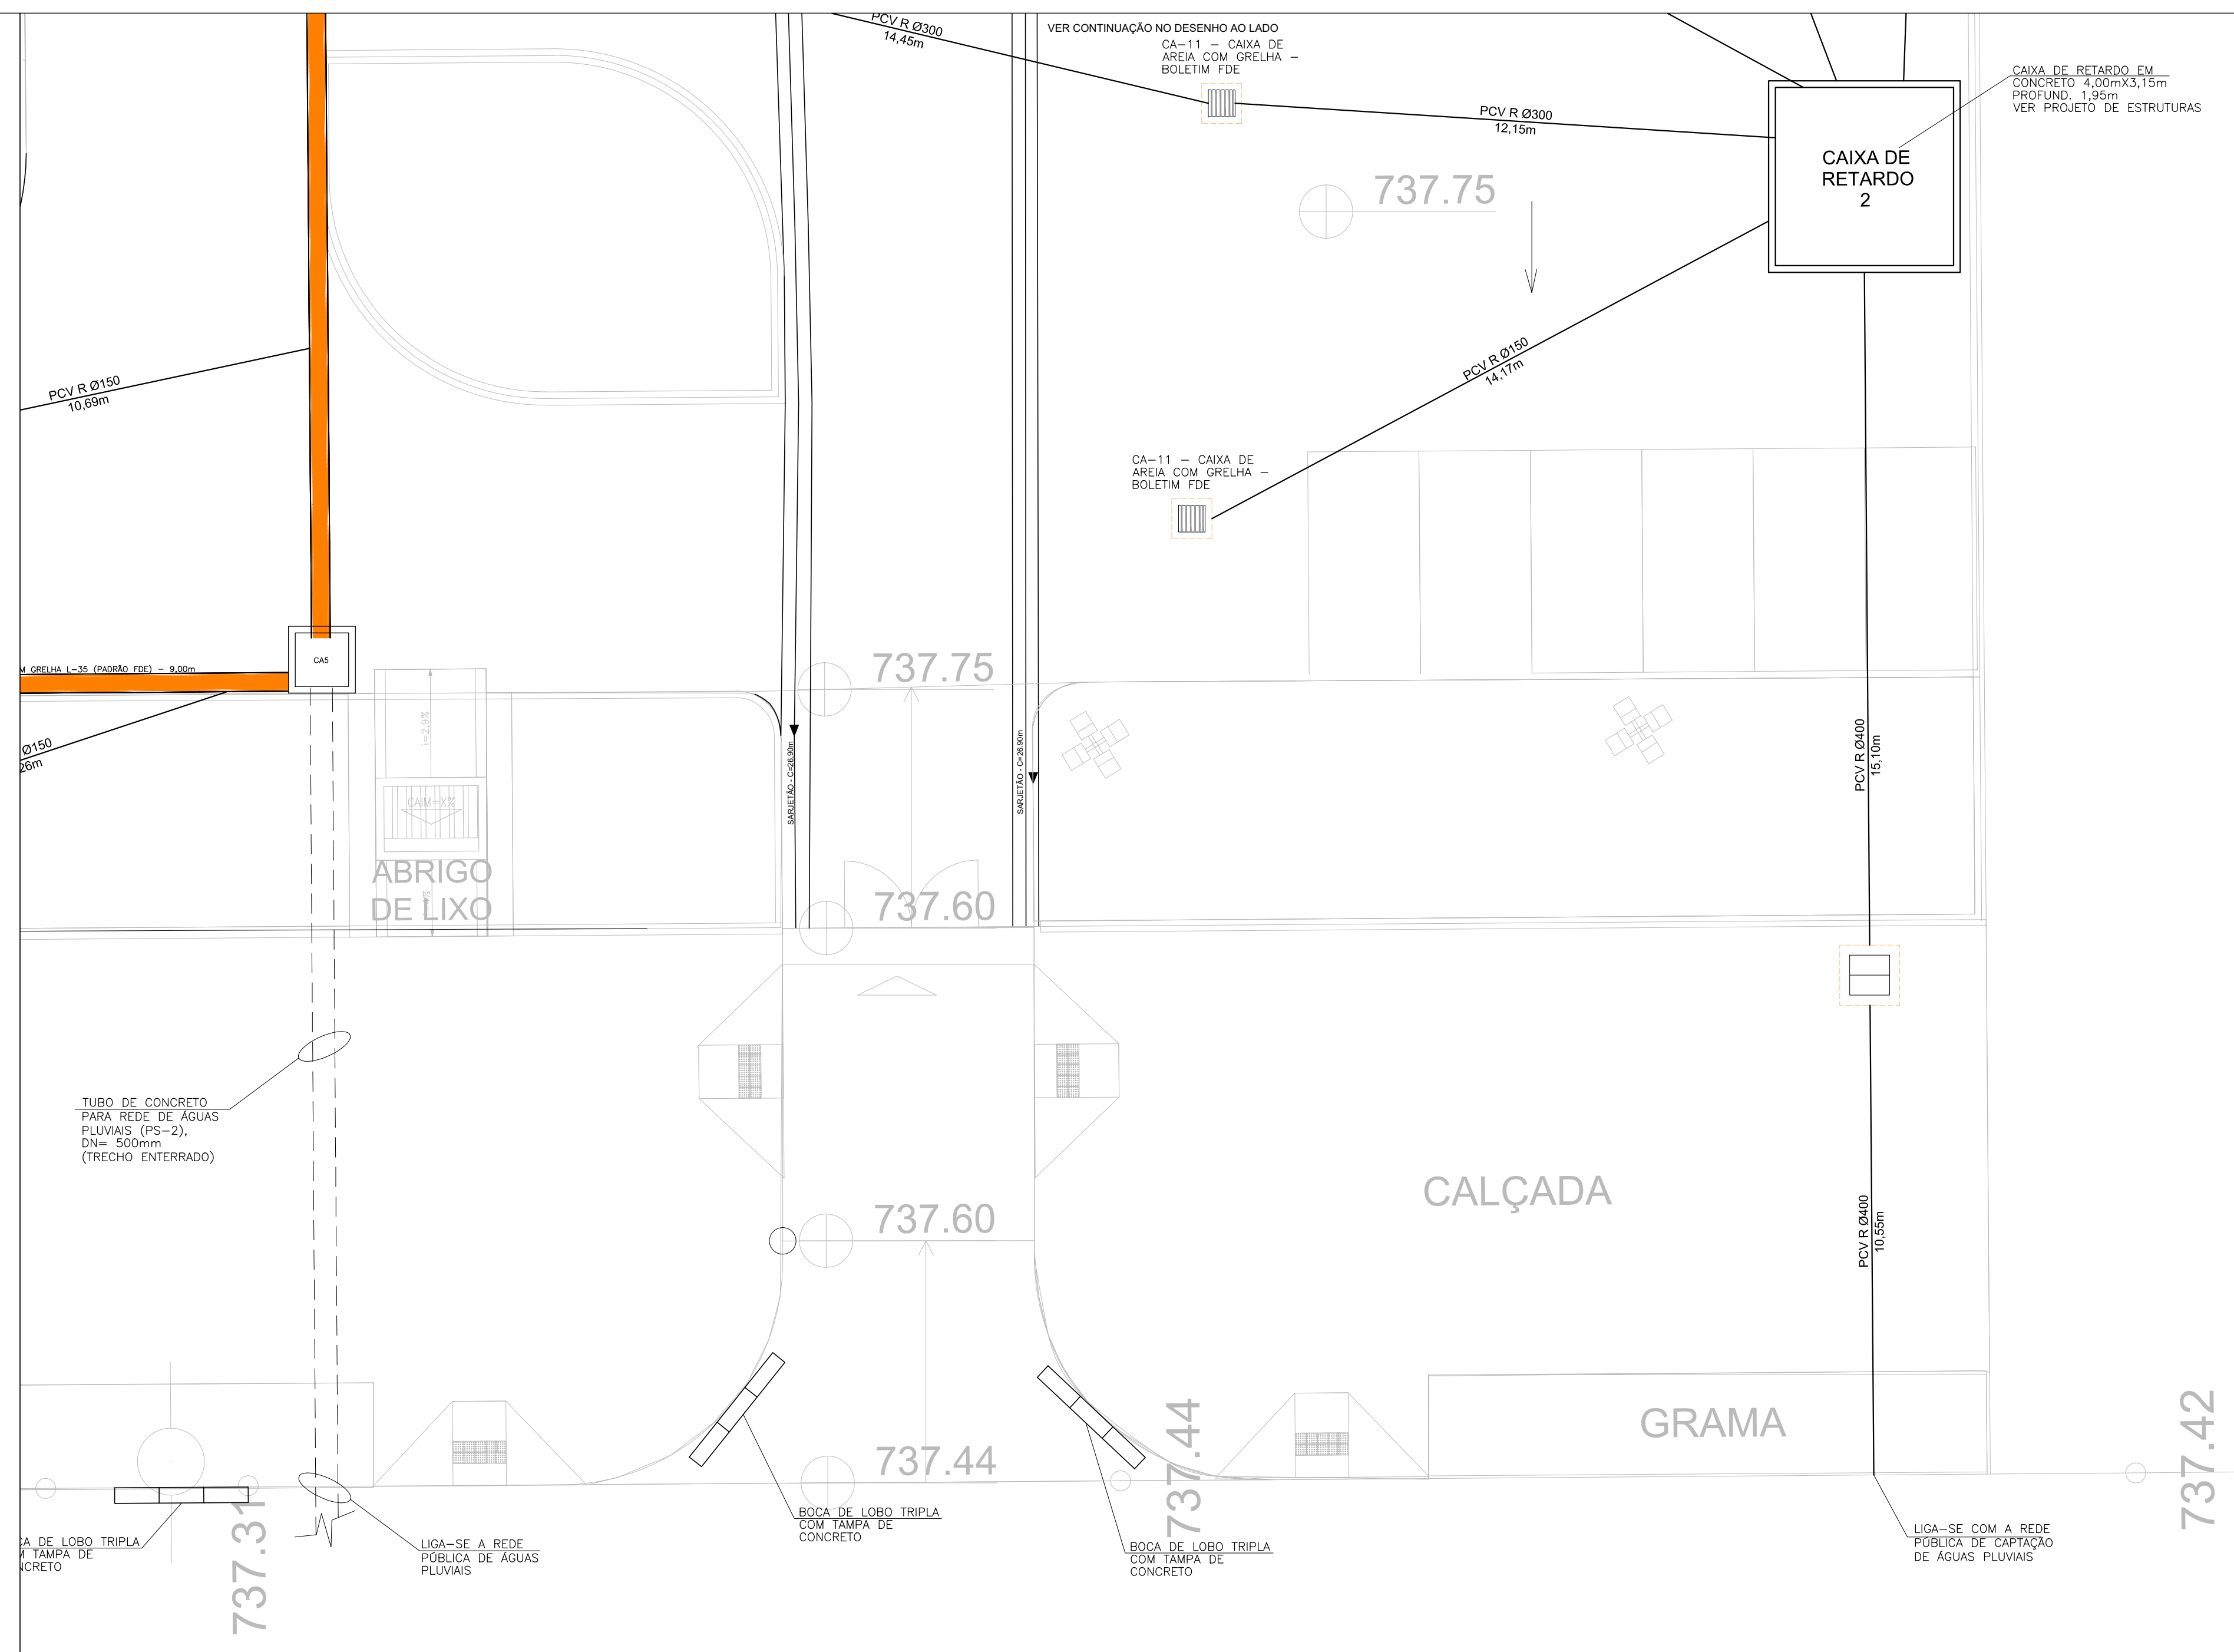 PCV R Ø300
14,45m
VER CONTINUAÇÃO NO DESENHO AO LADO
CA-11 - CAIXA DE
AREIA COM GRELHA -
BOLETIM FDE
PCV R Ø300
12,15m
CAIXA DE RETARDO EM
CONCRETO 4,00mX3,15m
PROFUND. 1,95m
VER PROJETO DE ESTRUTURAS
CAIXA DE
RETARDO
2
737.75
PCV R Ø150
14,17m
PCV R Ø150
10,69m
CA-11 - CAIXA DE
AREIA COM GRELHA -
BOLETIM FDE
CA5
M GRELHA L-35 (PADRÃO FDE) - 9,00m
737.75
Ø150
26m
i=2,9%
SARJETÃO - C=26.90m
SARJETÃO - C=26.90m
PCV R Ø400
15,10m
CAIM=X%
ABRIGO
DE LIXO
737.60
TUBO DE CONCRETO
PARA REDE DE ÁGUAS
PLUVIAIS (PS-2),
DN= 500mm
(TRECHO ENTERRADO)
CALÇADA
737.60
PCV R Ø400
10,55m
GRAMA
737.44
737.44
737.42
737.31
CA DE LOBO TRIPLA
M TAMPA DE
NCRETO
LIGA-SE A REDE
PÚBLICA DE ÁGUAS
PLUVIAIS
BOCA DE LOBO TRIPLA
COM TAMPA DE
CONCRETO
BOCA DE LOBO TRIPLA
COM TAMPA DE
CONCRETO
LIGA-SE COM A REDE
PÚBLICA DE CAPTAÇÃO
DE ÁGUAS PLUVIAIS